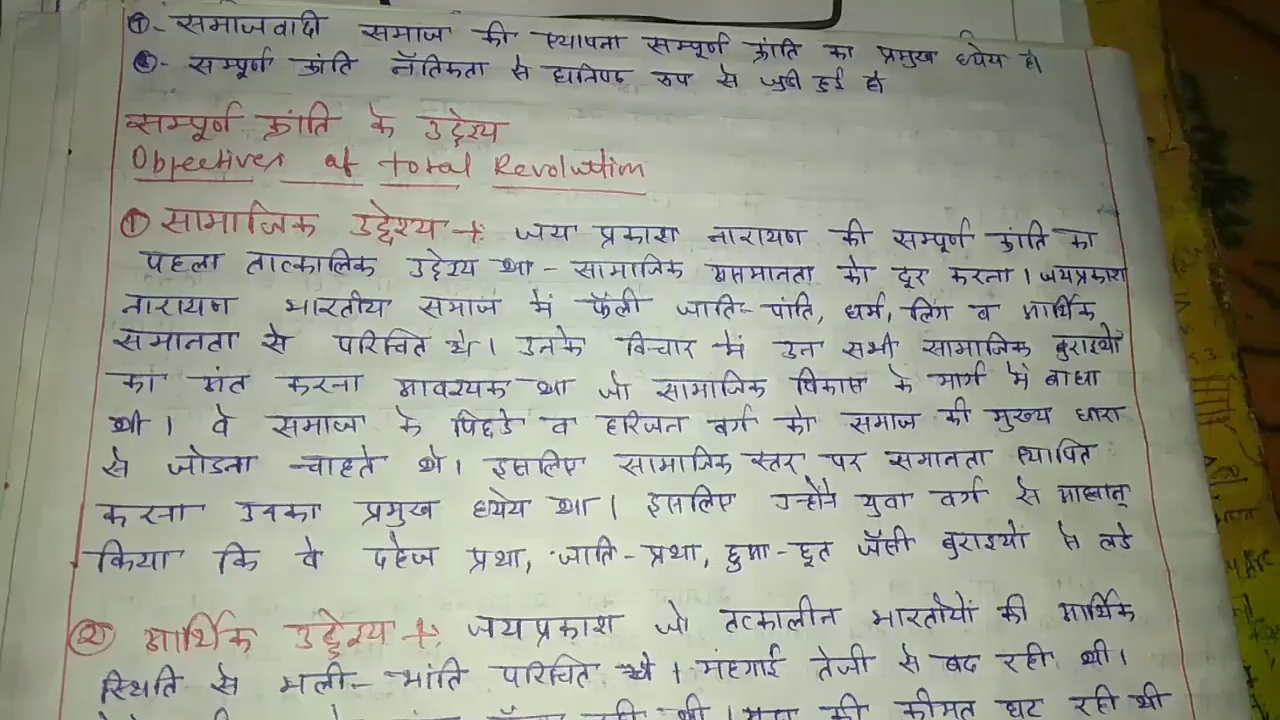 ④- समाजवादी समाज की स्थापना सम्पूर्ण क्रांति का प्रमुख ध्येय है
⑤- सम्पूर्ण क्रांति नैतिकता से घनिष्ठ रूप से जुडी हुई है
सम्पूर्ण क्रांति के उद्देश्य
Objectives of total Revolution
① सामाजिक उद्देश्य → जय प्रकाश नारायण की सम्पूर्ण क्रांति का
पहला तात्कालिक उद्देश्य था - सामाजिक असमानता को दूर करना। जयप्रकाश
नारायण भारतीय समाज में फैली जाति-पांति, धर्म, लिंग व आर्थिक
समानता से परिचित थे। उनके विचार में उन सभी सामाजिक बुराइयों
का अंत करना आवश्यक था जो सामाजिक विकास के मार्ग में बाधा
थी। वे समाज के पिछडे व हरिजन वर्ग को समाज की मुख्य धारा
से जोडना चाहते थे। इसलिए सामाजिक स्तर पर समानता स्थापित
करना उनका प्रमुख ध्येय था। इसलिए उन्होंने युवा वर्ग से आह्वान
किया कि वे दहेज प्रथा, जाति-प्रथा, छुआ-छूत जैसी बुराइयों से लडे
② आर्थिक उद्देश्य → जयप्रकाश जी तत्कालीन भारतीयों की आर्थिक
स्थिति से भली-भांति परिचित थे। मंहगाई तेजी से बढ रही थी।
रही थी। की कीमत घट रही थी